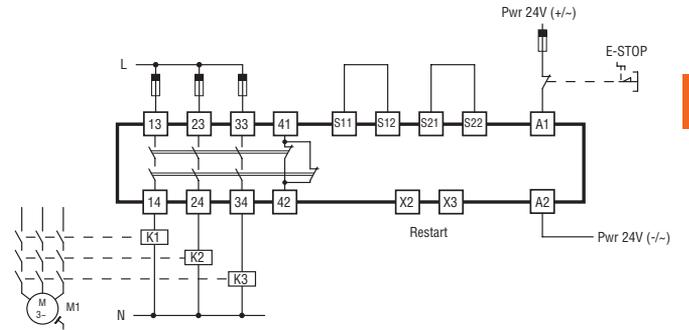 Pwr 24V (+/~)
E-STOP
L
13 23 33 41 S11 S12 S21 S22 A1
14 24 34 42 X2 X3 A2
Restart
Pwr 24V (-/~)
K1
K2
K3
M
3~
M1
N